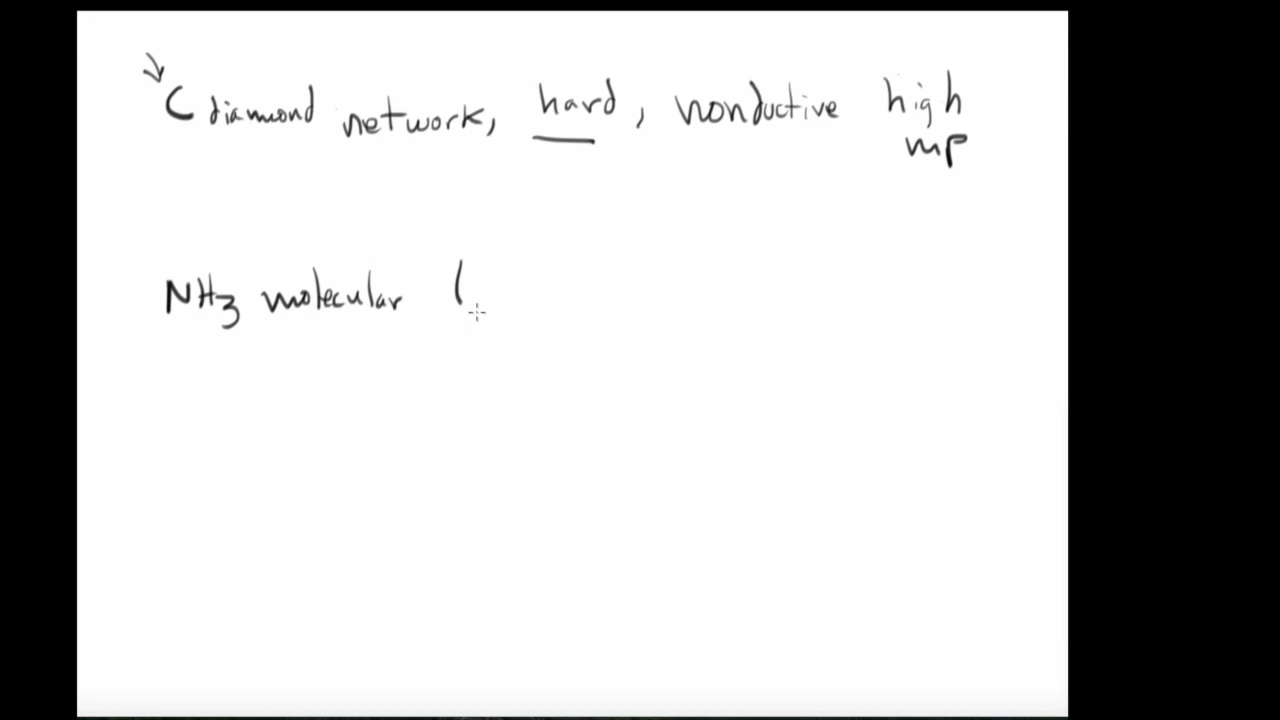 C diamond network, hard, nonductive high
mp
NH3 molecular (